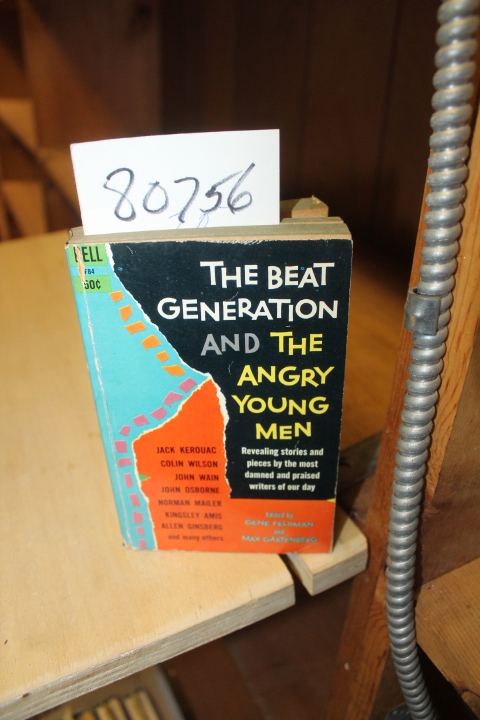 80756
DELL
F84
50¢
THE BEAT
GENERATION
AND THE
ANGRY
YOUNG
MEN
Revealing stories and
pieces by the most
damned and praised
writers of our day
JACK KEROUAC
COLIN WILSON
JOHN WAIN
JOHN OSBORNE
NORMAN MAILER
KINGSLEY AMIS
ALLEN GINSBERG
and many others
Edited by
GENE FELDMAN
and
MAX GARTENBERG